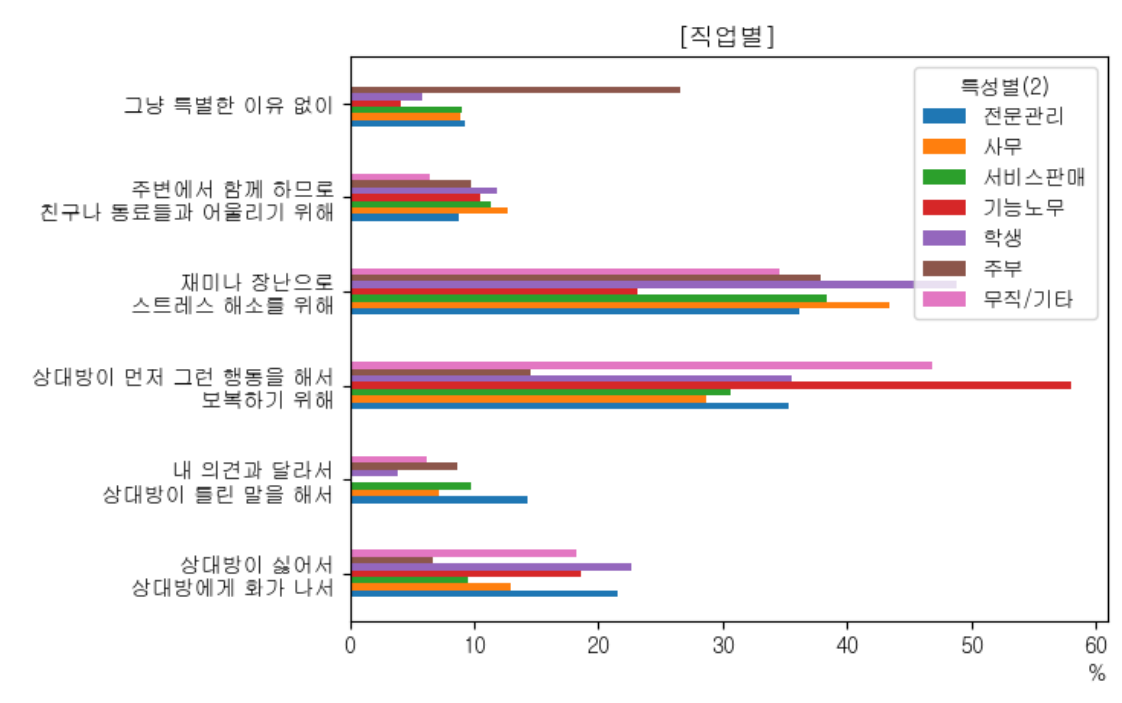 [직업별]
그냥 특별한 이유 없이
주변에서 함께 하므로
친구나 동료들과 어울리기 위해
재미나 장난으로
스트레스 해소를 위해
상대방이 먼저 그런 행동을 해서
보복하기 위해
내 의견과 달라서
상대방이 틀린 말을 해서
상대방이 싫어서
상대방에게 화가 나서
특성별(2)
전문관리
사무
서비스판매
기능노무
학생
주부
무직/기타
0 10 20 30 40 50 60
%